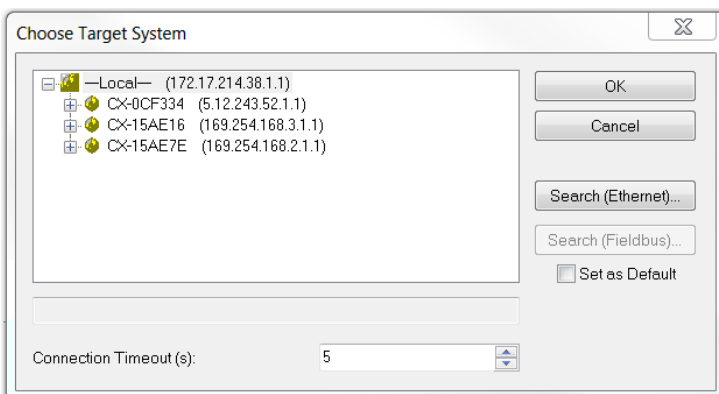 Choose Target System
—Local— (172.17.214.38.1.1)
CX-0CF334 (5.12.243.52.1.1)
CX-15AE16 (169.254.168.3.1.1)
CX-15AE7E (169.254.168.2.1.1)
OK
Cancel
Search (Ethernet)...
Search (Fieldbus)...
Set as Default
Connection Timeout (s): 5